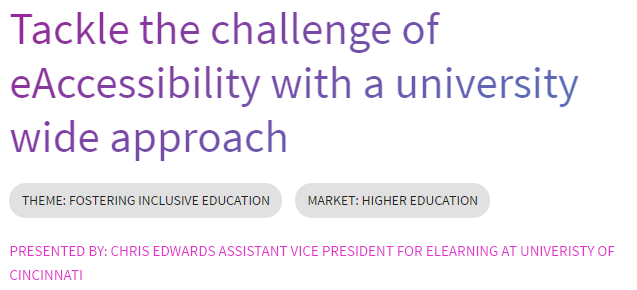 Tackle the challenge of
eAccessibility with a university
wide approach
THEME: FOSTERING INCLUSIVE EDUCATION MARKET: HIGHER EDUCATION
PRESENTED BY: CHRIS EDWARDS ASSISTANT VICE PRESIDENT FOR ELEARNING AT UNIVERISTY OF
CINCINNATI